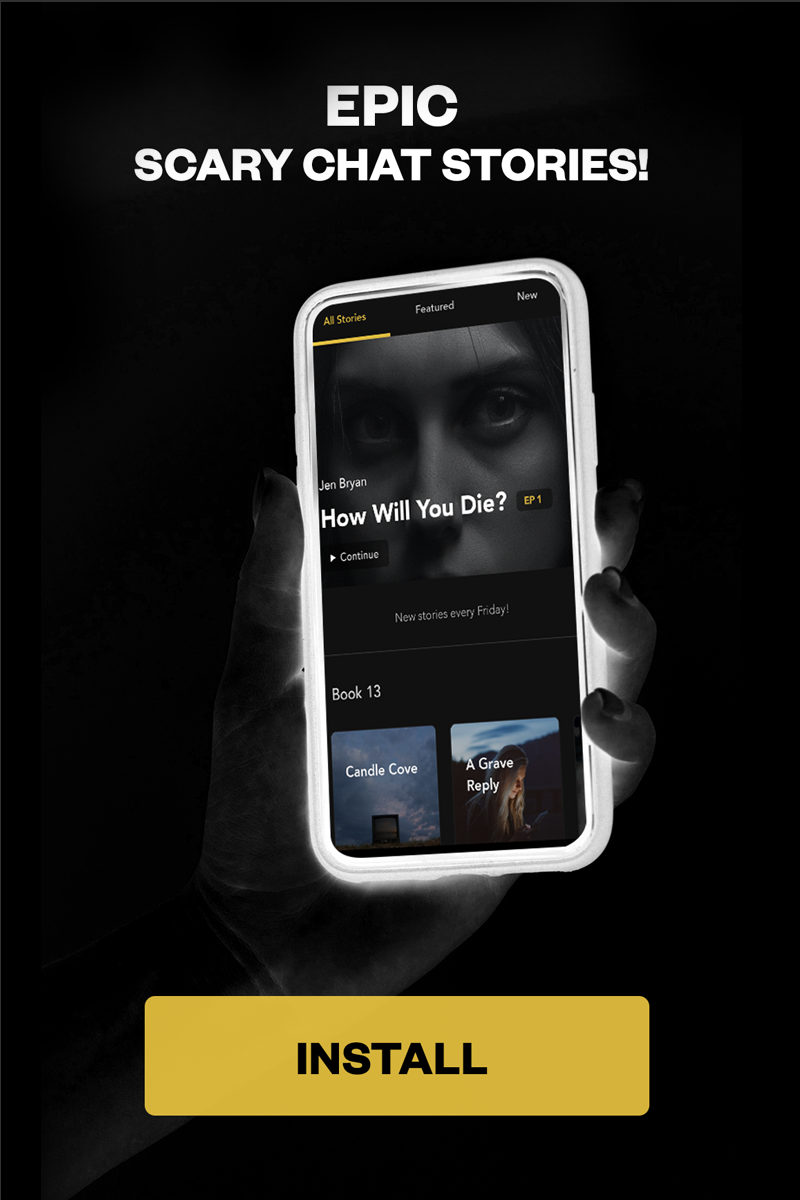 EPIC
SCARY CHAT STORIES!
All Stories
Featured
New
Jen Bryan
How Will You Die?
EP 1
Continue
New stories every Friday!
Book 13
Candle Cove
A Grave
Reply
INSTALL